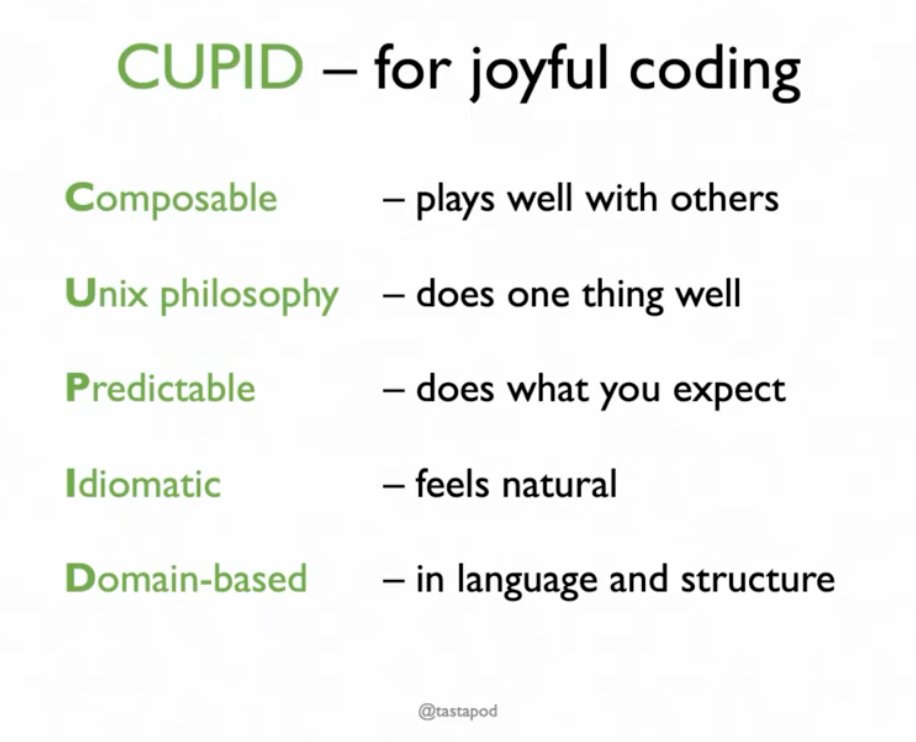 CUPID – for joyful coding
Composable – plays well with others
Unix philosophy – does one thing well
Predictable – does what you expect
Idiomatic – feels natural
Domain-based – in language and structure
@tastapod